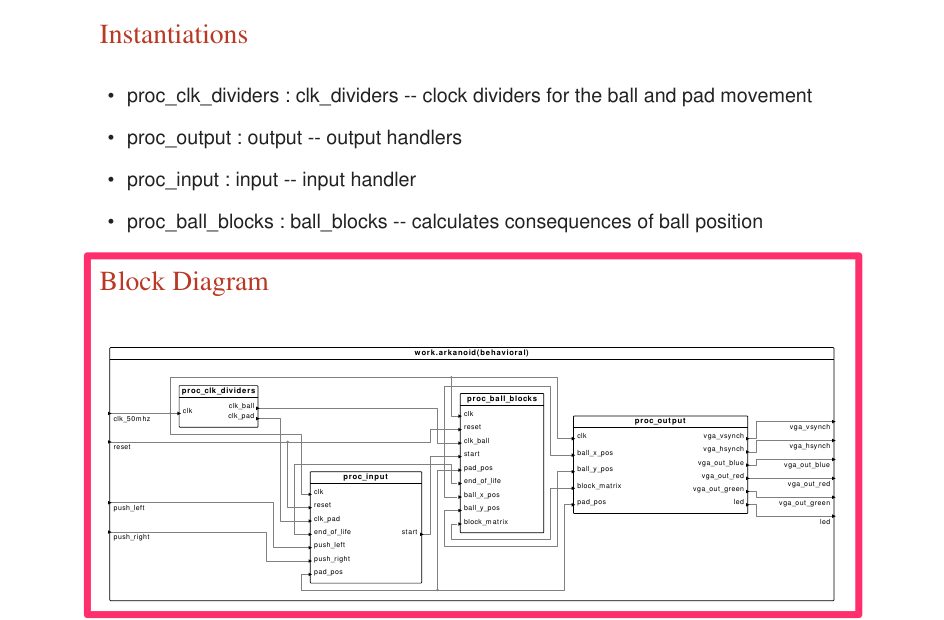 Instantiations
• proc_clk_dividers : clk_dividers -- clock dividers for the ball and pad movement
• proc_output : output -- output handlers
• proc_input : input -- input handler
• proc_ball_blocks : ball_blocks -- calculates consequences of ball position
Block Diagram
work.arkanoid(behavioral)
clk_50mhz
reset
push_left
push_right
proc_clk_dividers
clk
clk_ball
clk_pad
proc_input
clk
reset
clk_pad
end_of_life
push_left
push_right
pad_pos
start
proc_ball_blocks
clk
reset
clk_ball
start
pad_pos
end_of_life
ball_x_pos
ball_y_pos
block_matrix
proc_output
clk
ball_x_pos
ball_y_pos
block_matrix
pad_pos
vga_vsynch
vga_hsynch
vga_out_blue
vga_out_red
vga_out_green
led
vga_vsynch
vga_hsynch
vga_out_blue
vga_out_red
vga_out_green
led